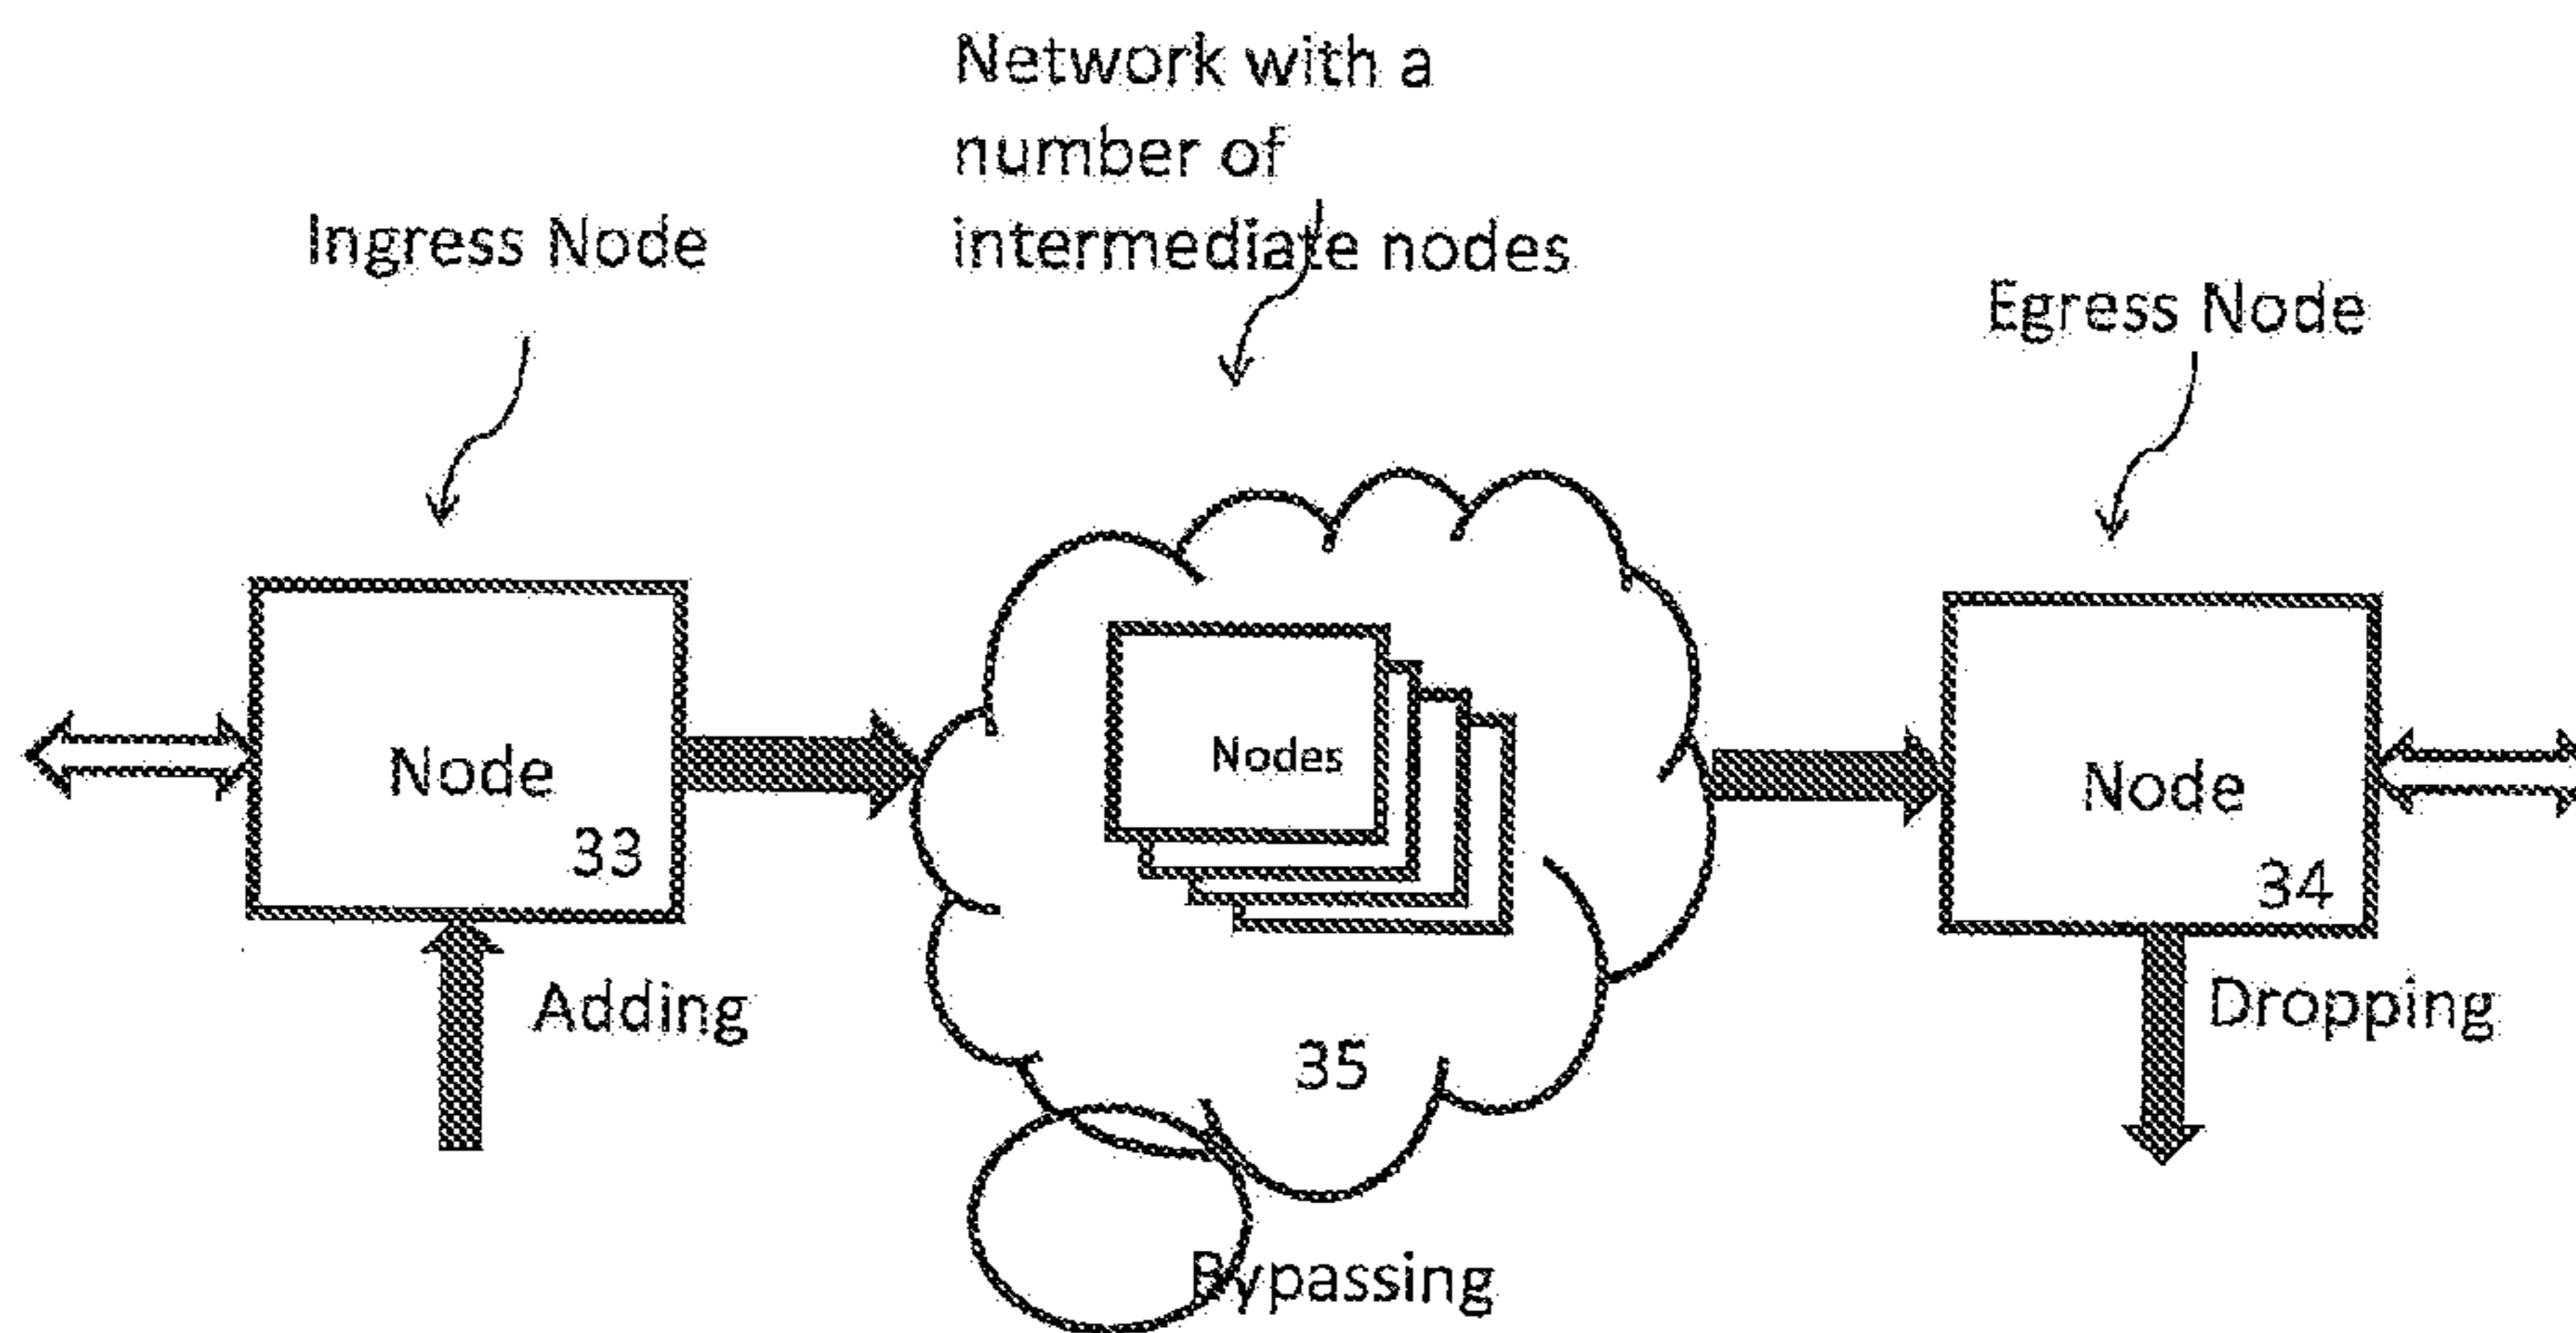 Network with a
number of
intermediate nodes
Ingress Node
Egress Node
Nodes
Node
33
Node
34
Adding
Dropping
35
Bypassing